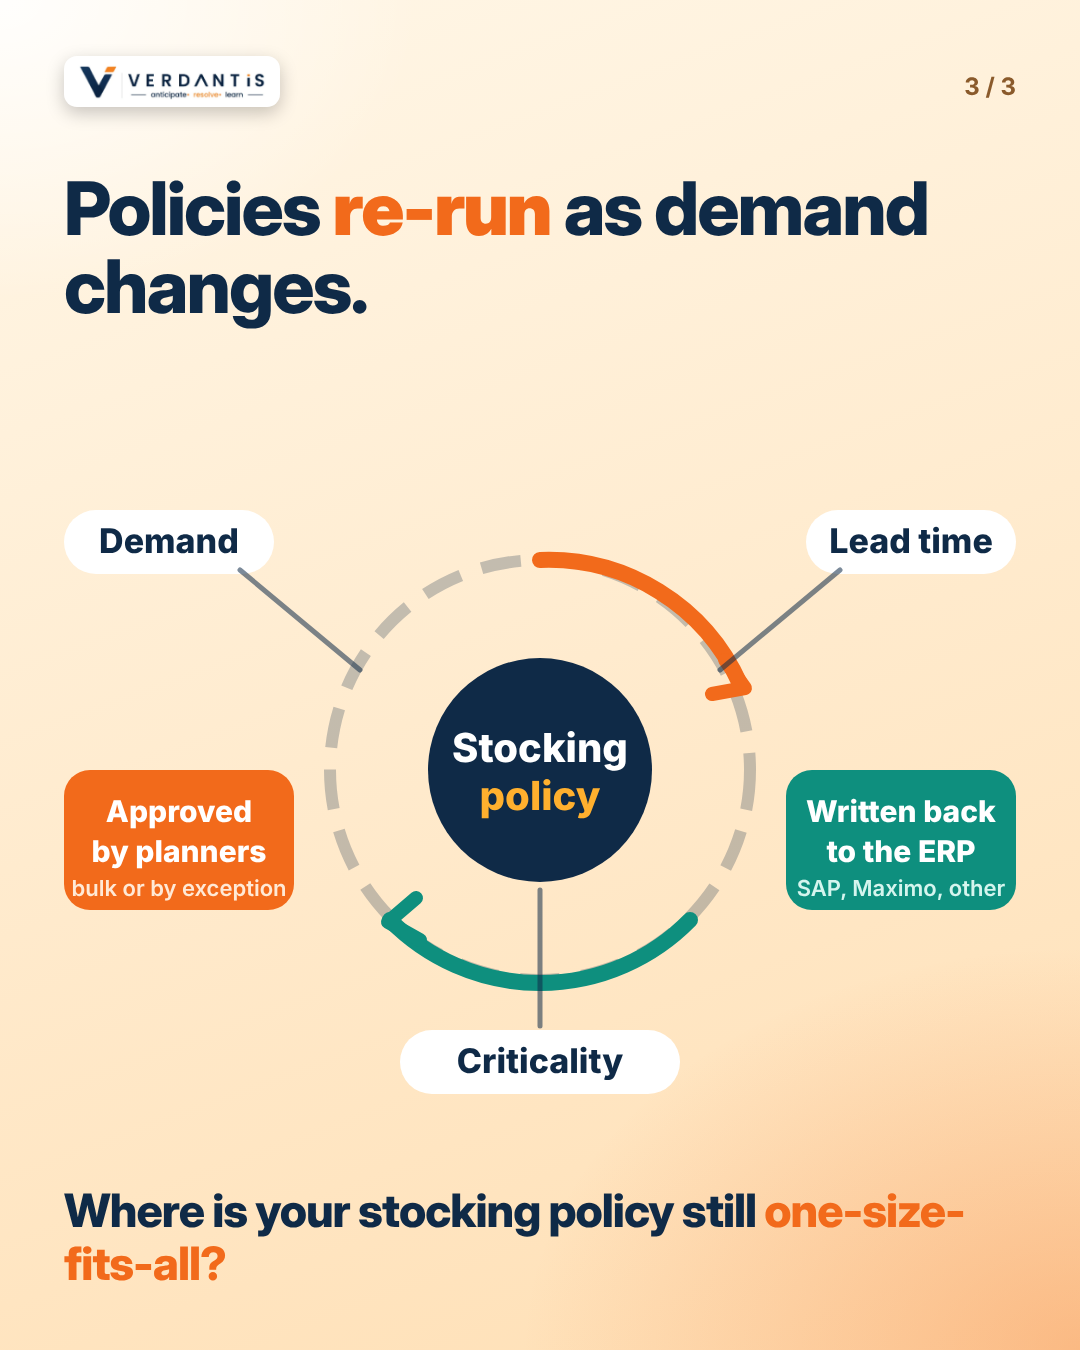 VERDANTIS
anticipate• resolve• learn
3 / 3
Policies re-run as demand
changes.
Demand
Lead time
Stocking
policy
Approved
by planners
bulk or by exception
Written back
to the ERP
SAP, Maximo, other
Criticality
Where is your stocking policy still one-size-
fits-all?